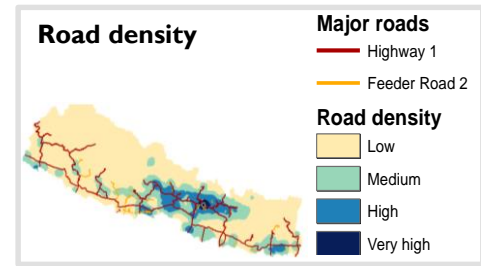 Road density
Major roads
Highway 1
Feeder Road 2
Road density
Low
Medium
High
Very high